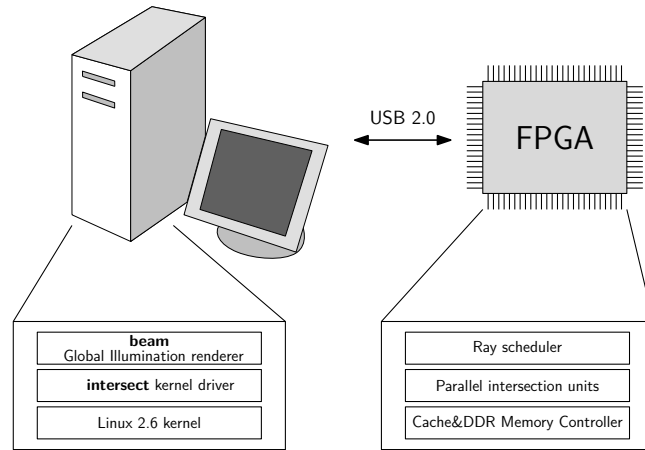 USB 2.0
FPGA
beam
Global Illumination renderer
intersect kernel driver
Linux 2.6 kernel
Ray scheduler
Parallel intersection units
Cache&DDR Memory Controller